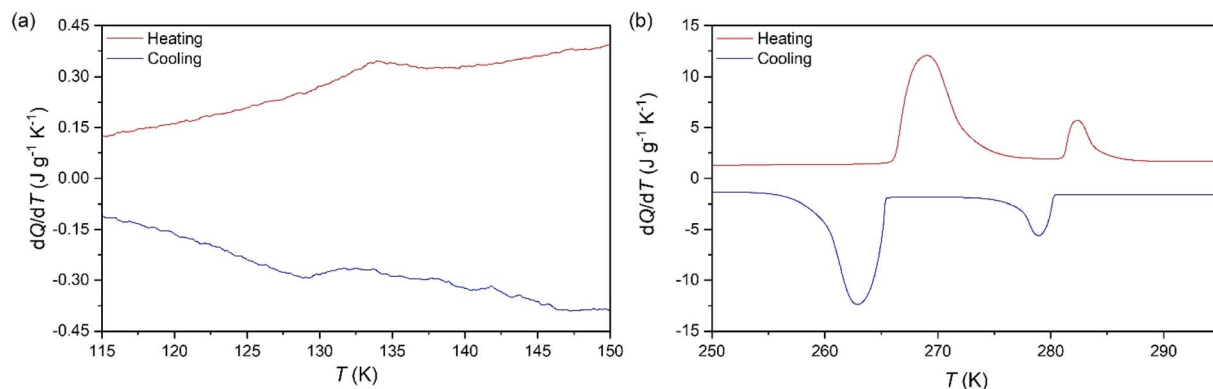 (a)
Heating
Cooling
dQ/dT (J g⁻¹ K⁻¹)
0.45
0.30
0.15
0.00
-0.15
-0.30
-0.45
115 120 125 130 135 140 145 150
T (K)
(b)
Heating
Cooling
dQ/dT (J g⁻¹ K⁻¹)
15
10
5
0
-5
-10
-15
250 260 270 280 290
T (K)